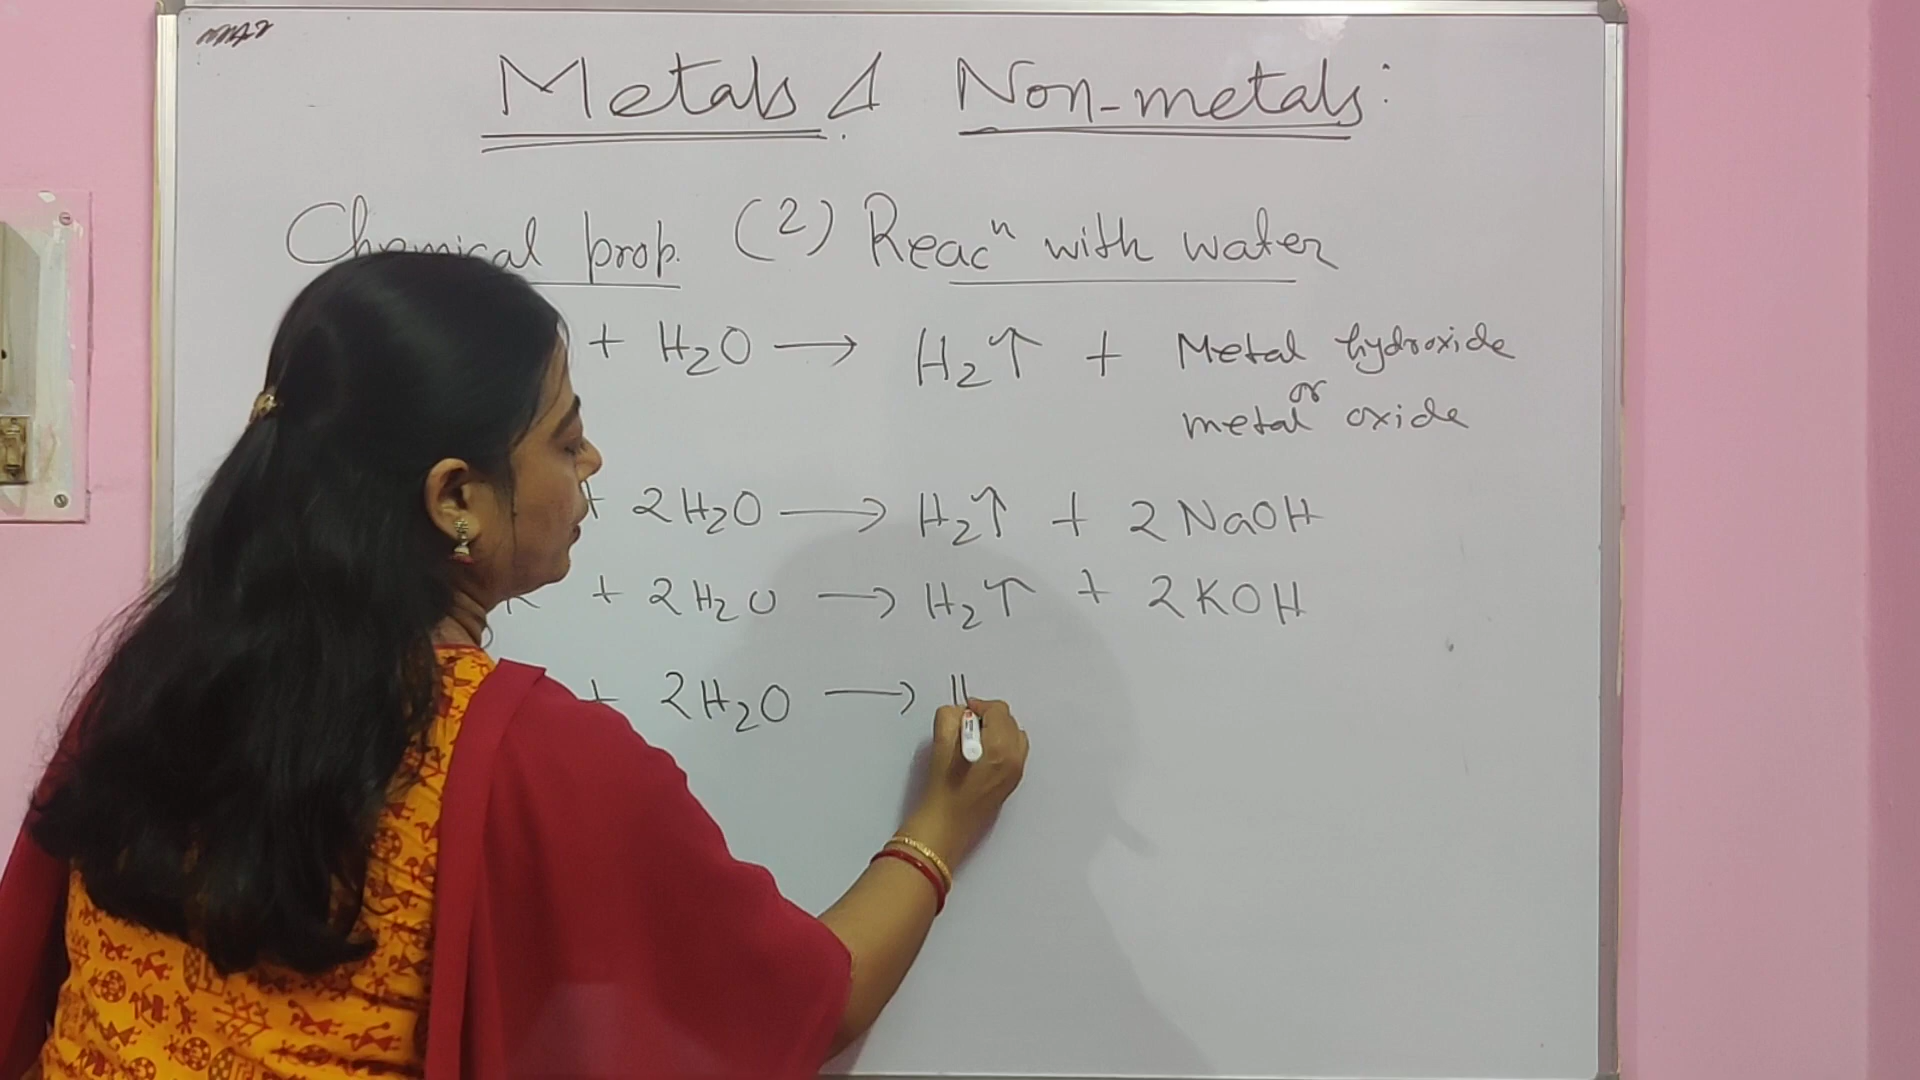 Metals & Non-metals:
Chemical prop. (2) Reacⁿ with water
+ H₂O → H₂↑ + Metal hydroxide
or
metal oxide
+ 2H₂O → H₂↑ + 2NaOH
+ 2H₂O → H₂↑ + 2KOH
+ 2H₂O → H